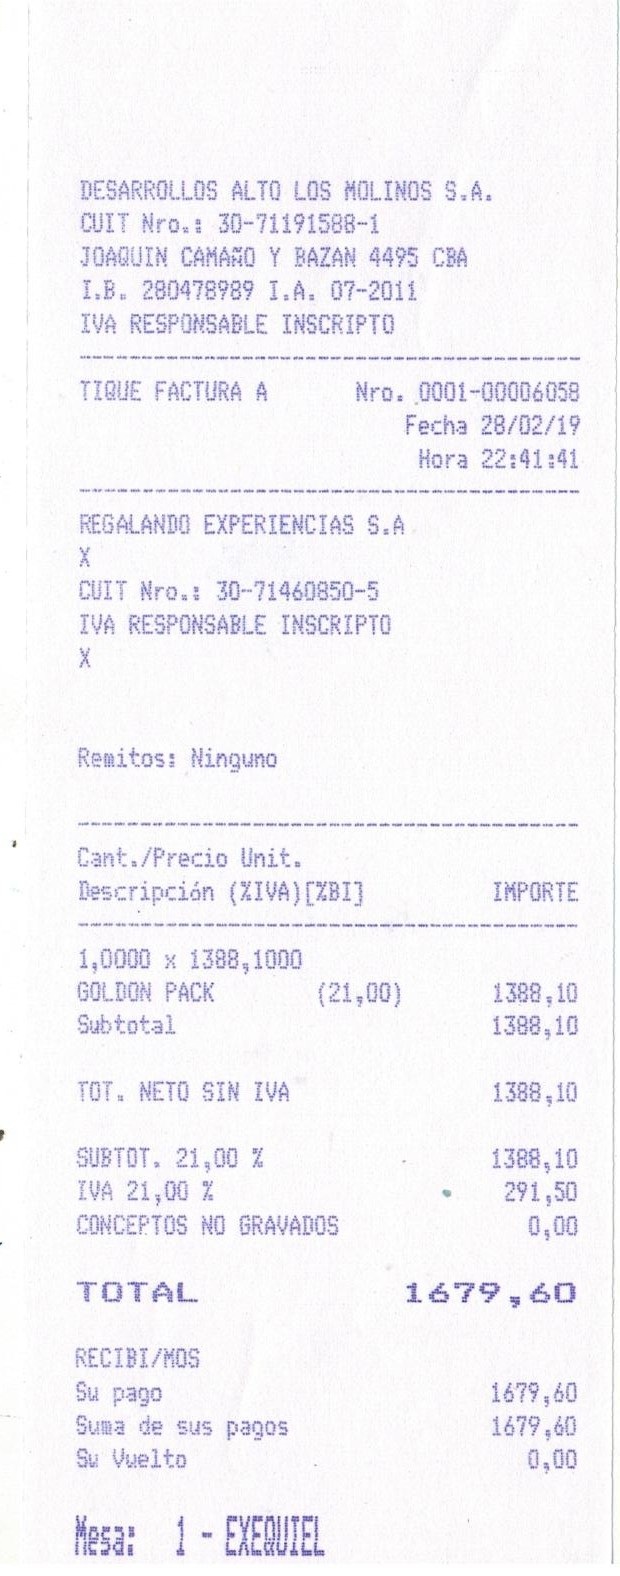 DESARROLLOS ALTO LOS MOLINOS S.A.
CUIT Nro.: 30-71191588-1
JOAQUIN CAMAÑO Y BAZAN 4495 CBA
I.B. 280478989 I.A. 07-2011
IVA RESPONSABLE INSCRIPTO
TIQUE FACTURA A Nro. 0001-00006058
Fecha 28/02/19
Hora 22:41:41
REGALANDO EXPERIENCIAS S.A
X
CUIT Nro.: 30-71460850-5
IVA RESPONSABLE INSCRIPTO
X
Remitos: Ninguno
Cant./Precio Unit.
Descripción (%IVA)[%BI] IMPORTE
1,0000 x 1388,1000
GOLDON PACK (21,00) 1388,10
Subtotal 1388,10
TOT. NETO SIN IVA 1388,10
SUBTOT. 21,00 % 1388,10
IVA 21,00 % 291,50
CONCEPTOS NO GRAVADOS 0,00
TOTAL 1679,60
RECIBI/MOS
Su pago 1679,60
Suma de sus pagos 1679,60
Su Vuelto 0,00
Mesa: 1 - EXEQUIEL